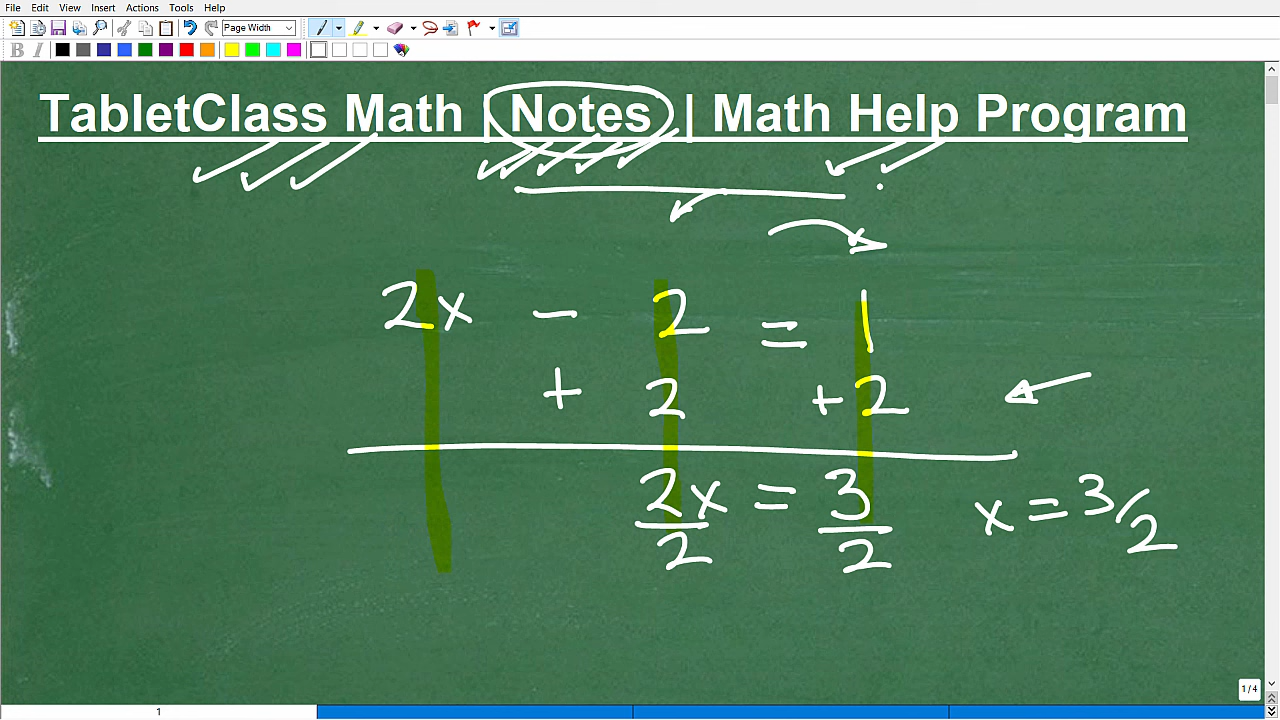 File Edit View Insert Actions Tools Help
Page Width
B I
TabletClass Math | Notes | Math Help Program
2x - 2 = 1
+ 2 +2
2x = 3
2 2
x = 3/2
1 / 4
1